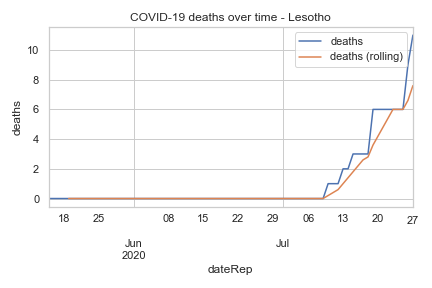 COVID-19 deaths over time - Lesotho
deaths
deaths (rolling)
10
8
6
4
2
0
deaths
18 25 08 15 22 29 06 13 20 27
Jun Jul
2020
dateRep